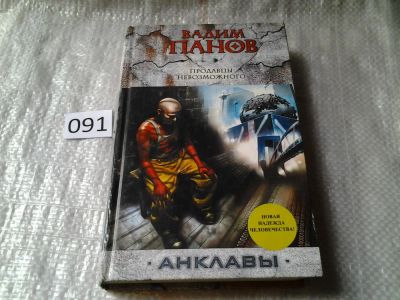 ВАДИМ
ПАНОВ
ПРОДАВЦЫ
НЕВОЗМОЖНОГО
091
НОВАЯ
НАДЕЖДА
ЧЕЛОВЕЧЕСТВА!
· АНКЛАВЫ ·